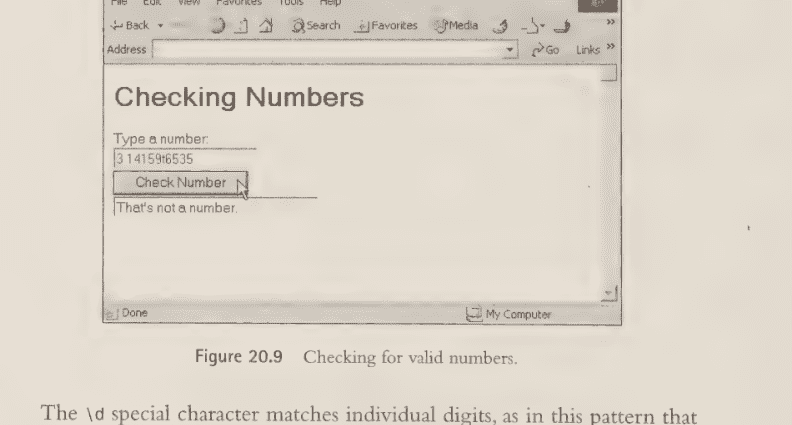 File Edit View Favorites Tools Help
Back Search Favorites Media »
Address Go Links »
Checking Numbers
Type a number:
3.14159t6535
Check Number
That's not a number.
Done My Computer
Figure 20.9 Checking for valid numbers.
The \d special character matches individual digits, as in this pattern that